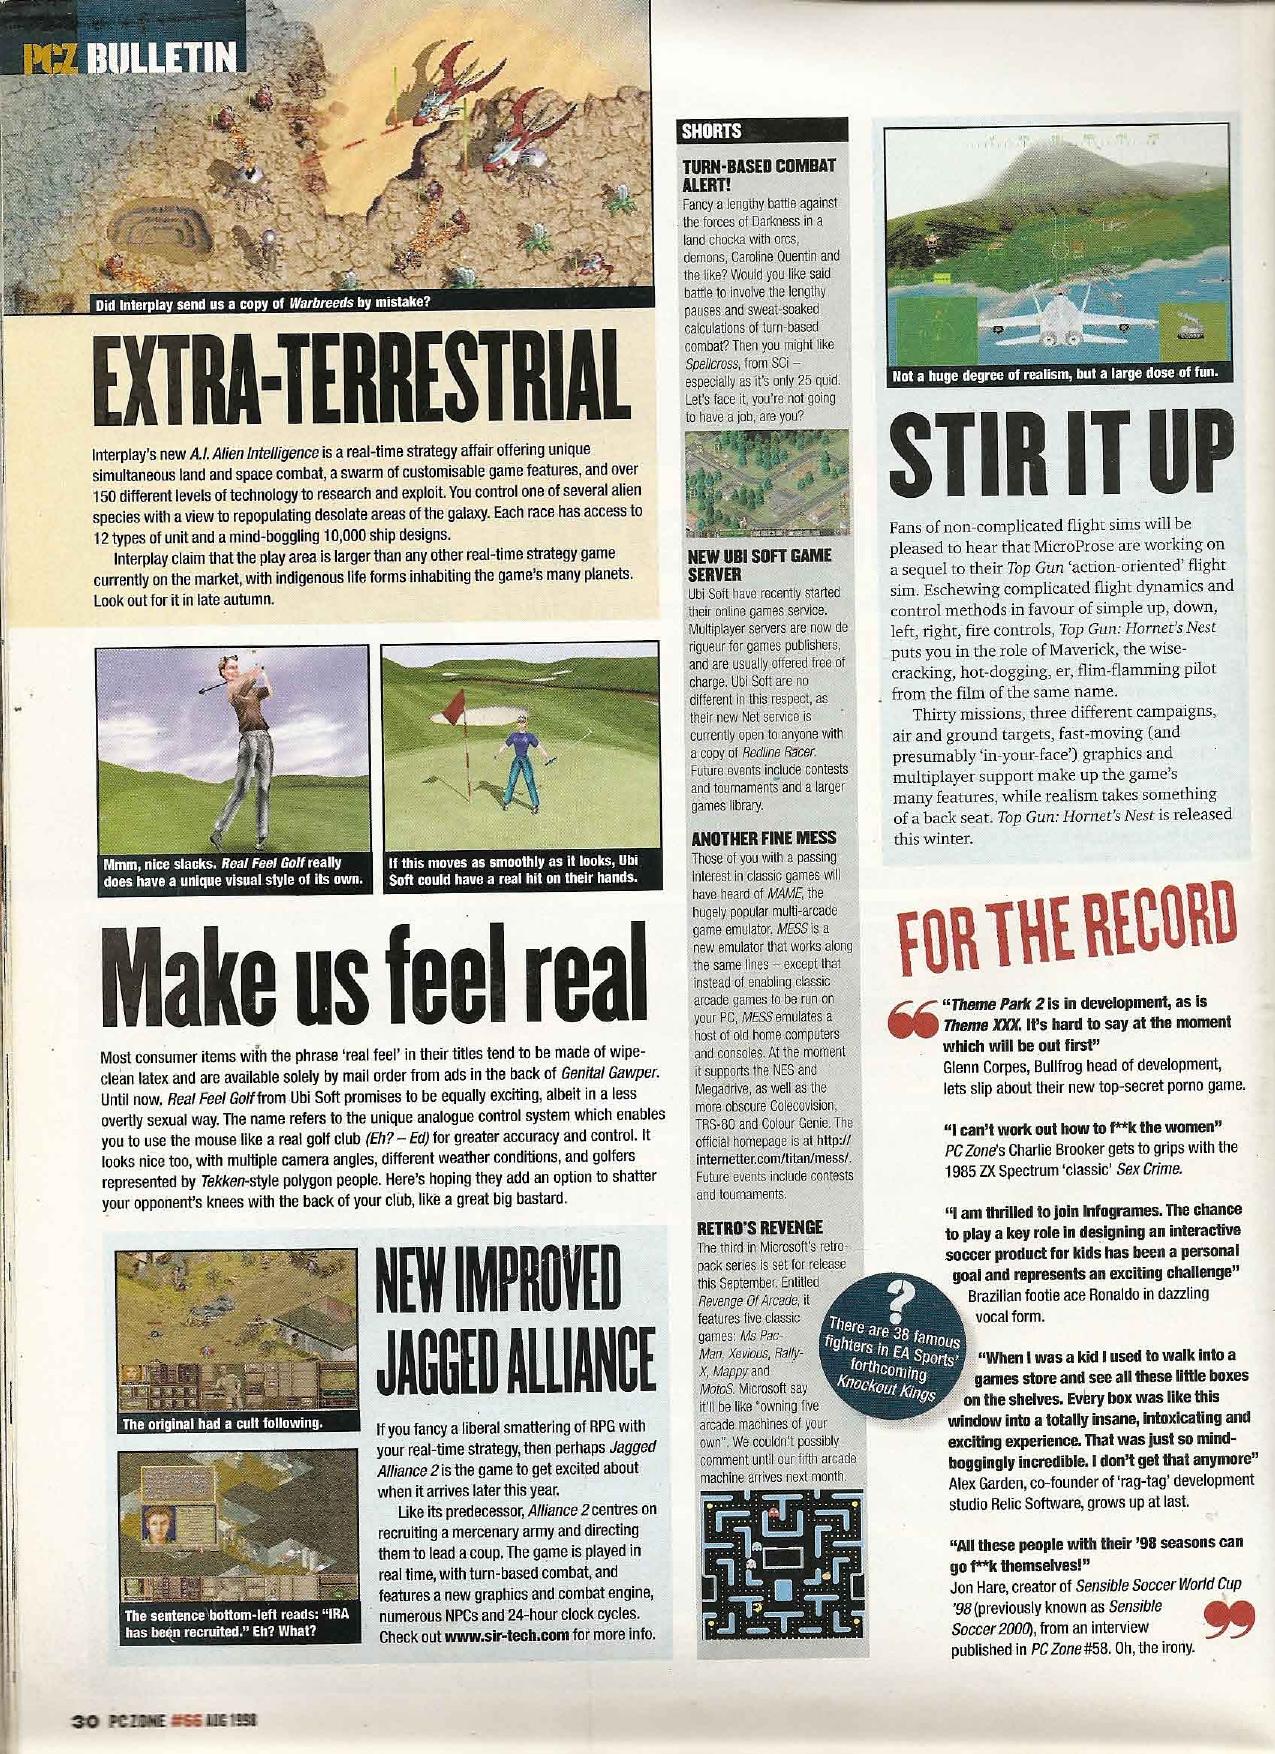 PCZ BULLETIN
Did Interplay send us a copy of Warbreeds by mistake?
EXTRA-TERRESTRIAL
Interplay's new A.I. Alien Intelligence is a real-time strategy affair offering unique
simultaneous land and space combat, a swarm of customisable game features, and over
150 different levels of technology to research and exploit. You control one of several alien
species with a view to repopulating desolate areas of the galaxy. Each race has access to
12 types of unit and a mind-boggling 10,000 ship designs.
Interplay claim that the play area is larger than any other real-time strategy game
currently on the market, with indigenous life forms inhabiting the game's many planets.
Look out for it in late autumn.
Mmm, nice slacks. Real Feel Golf really
does have a unique visual style of its own.
If this moves as smoothly as it looks, Ubi
Soft could have a real hit on their hands.
Make us feel real
Most consumer items with the phrase 'real feel' in their titles tend to be made of wipe-
clean latex and are available solely by mail order from ads in the back of Genital Gawper.
Until now. Real Feel Golf from Ubi Soft promises to be equally exciting, albeit in a less
overtly sexual way. The name refers to the unique analogue control system which enables
you to use the mouse like a real golf club (Eh? – Ed) for greater accuracy and control. It
looks nice too, with multiple camera angles, different weather conditions, and golfers
represented by Tekken-style polygon people. Here's hoping they add an option to shatter
your opponent's knees with the back of your club, like a great big bastard.
The original had a cult following.
The sentence bottom-left reads: "IRA
has been recruited." Eh? What?
NEW IMPROVED
JAGGED ALLIANCE
If you fancy a liberal smattering of RPG with
your real-time strategy, then perhaps Jagged
Alliance 2 is the game to get excited about
when it arrives later this year.
Like its predecessor, Alliance 2 centres on
recruiting a mercenary army and directing
them to lead a coup. The game is played in
real time, with turn-based combat, and
features a new graphics and combat engine,
numerous NPCs and 24-hour clock cycles.
Check out www.sir-tech.com for more info.
SHORTS
TURN-BASED COMBAT
ALERT!
Fancy a lengthy battle against
the forces of Darkness in a
land chocka with orcs,
demons, Caroline Quentin and
the like? Would you like said
battle to involve the lengthy
pauses and sweat-soaked
calculations of turn-based
combat? Then you might like
Spellcross, from SCi –
especially as it's only 25 quid.
Let's face it, you're not going
to have a job, are you?
NEW UBI SOFT GAME
SERVER
Ubi Soft have recently started
their online games service.
Multiplayer servers are now de
rigueur for games publishers,
and are usually offered free of
charge. Ubi Soft are no
different in this respect, as
their new Net service is
currently open to anyone with
a copy of Redline Racer.
Future events include contests
and tournaments and a larger
games library.
ANOTHER FINE MESS
Those of you with a passing
interest in classic games will
have heard of MAME, the
hugely popular multi-arcade
game emulator. MESS is a
new emulator that works along
the same lines – except that
instead of enabling classic
arcade games to be run on
your PC, MESS emulates a
host of old home computers
and consoles. At the moment
it supports the NES and
Megadrive, as well as the
more obscure Colecovision,
TRS-80 and Colour Genie. The
official homepage is at http://
internetter.com/titan/mess/.
Future events include contests
and tournaments.
RETRO'S REVENGE
The third in Microsoft's retro-
pack series is set for release
this September. Entitled
Revenge Of Arcade, it
features five classic
games: Ms Pac-
Man, Xevious, Rally-
X, Mappy and
MotoS. Microsoft say
it'll be like "owning five
arcade machines of your
own". We couldn't possibly
comment until our fifth arcade
machine arrives next month.
?
There are 38 famous
fighters in EA Sports'
forthcoming
Knockout Kings
Not a huge degree of realism, but a large dose of fun.
STIR IT UP
Fans of non-complicated flight sims will be
pleased to hear that MicroProse are working on
a sequel to their Top Gun 'action-oriented' flight
sim. Eschewing complicated flight dynamics and
control methods in favour of simple up, down,
left, right, fire controls, Top Gun: Hornet's Nest
puts you in the role of Maverick, the wise-
cracking, hot-dogging, er, flim-flamming pilot
from the film of the same name.
Thirty missions, three different campaigns,
air and ground targets, fast-moving (and
presumably 'in-your-face') graphics and
multiplayer support make up the game's
many features, while realism takes something
of a back seat. Top Gun: Hornet's Nest is released
this winter.
FOR THE RECORD
"Theme Park 2 is in development, as is
Theme XXX. It's hard to say at the moment
which will be out first"
Glenn Corpes, Bullfrog head of development,
lets slip about their new top-secret porno game.
"I can't work out how to f**k the women"
PC Zone's Charlie Brooker gets to grips with the
1985 ZX Spectrum 'classic' Sex Crime.
"I am thrilled to join Infogrames. The chance
to play a key role in designing an interactive
soccer product for kids has been a personal
goal and represents an exciting challenge"
Brazilian footie ace Ronaldo in dazzling
vocal form.
"When I was a kid I used to walk into a
games store and see all these little boxes
on the shelves. Every box was like this
window into a totally insane, intoxicating and
exciting experience. That was just so mind-
boggingly incredible. I don't get that anymore"
Alex Garden, co-founder of 'rag-tag' development
studio Relic Software, grows up at last.
"All these people with their '98 seasons can
go f**k themselves!"
Jon Hare, creator of Sensible Soccer World Cup
'98 (previously known as Sensible
Soccer 2000), from an interview
published in PC Zone #58. Oh, the irony.
30 PC ZONE #66 AUG 1998